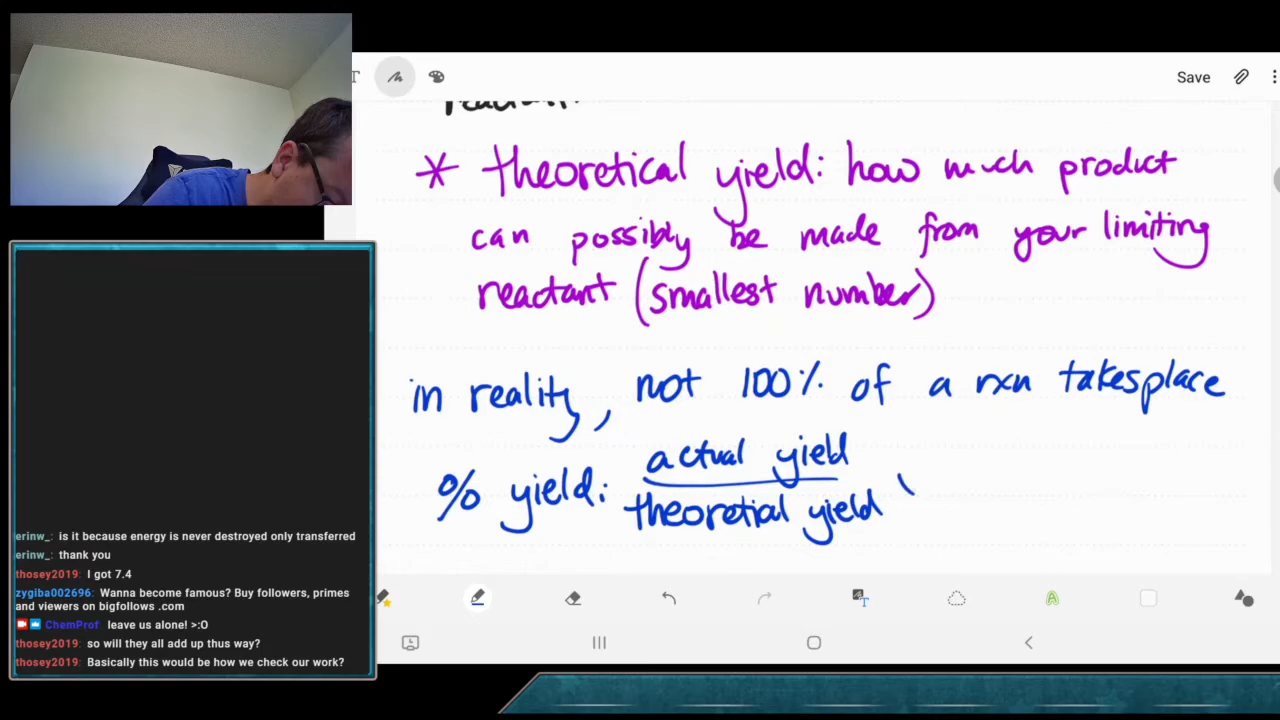 T
Save
* theoretical yield: how much product
can possibly be made from your limiting
reactant (smallest number)
in reality, not 100% of a rxn takesplace
% yield: actual yield
theoretial yield
erinw_: is it because energy is never destroyed only transferred
erinw_: thank you
thosey2019: I got 7.4
zygiba002696: Wanna become famous? Buy followers, primes
and viewers on bigfollows .com
ChemProf: leave us alone! >:O
thosey2019: so will they all add up thus way?
thosey2019: Basically this would be how we check our work?
T
A